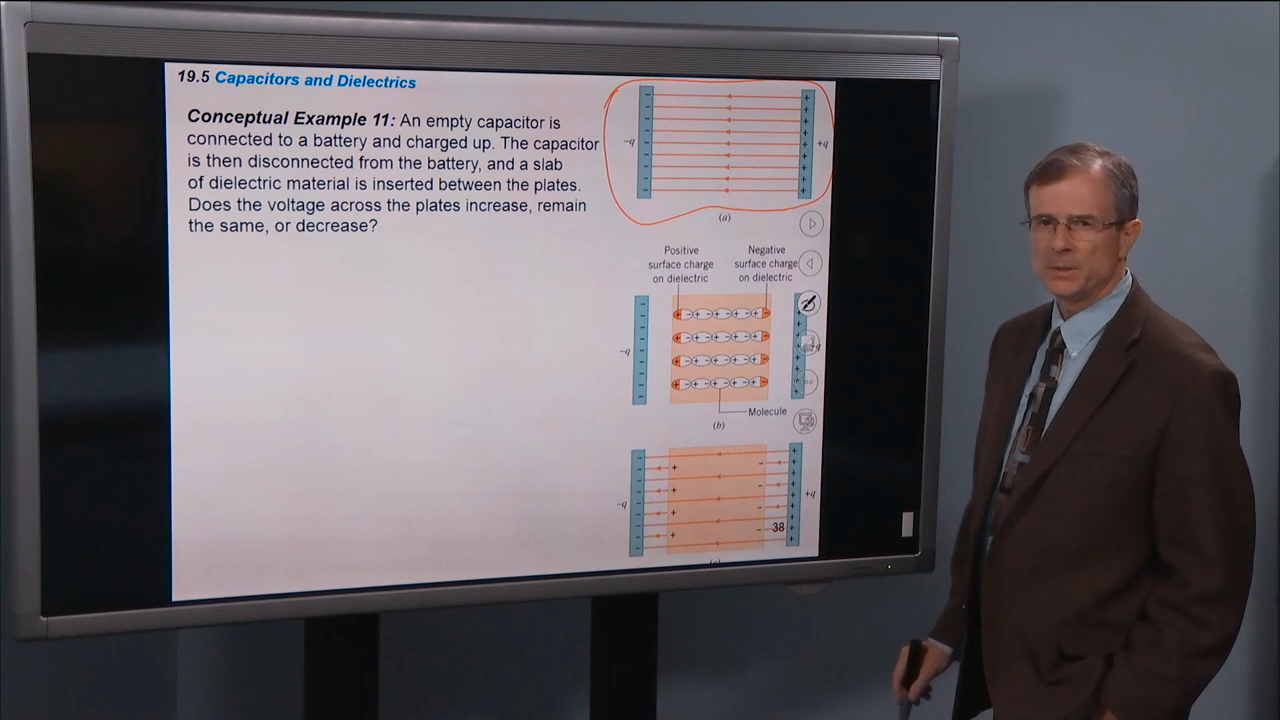 19.5 Capacitors and Dielectrics
Conceptual Example 11: An empty capacitor is
connected to a battery and charged up. The capacitor
is then disconnected from the battery, and a slab
of dielectric material is inserted between the plates.
Does the voltage across the plates increase, remain
the same, or decrease?
–q
+q
(a)
Positive
surface charge
on dielectric
Negative
surface charge
on dielectric
–q
+q
Molecule
(b)
–q
+q
38